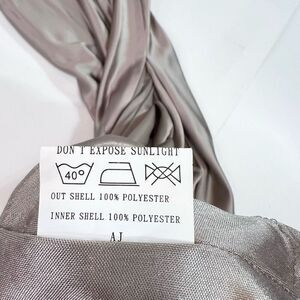 DON'T EXPOSE SUNLIGHT
40°
OUT SHELL 100% POLYESTER
INNER SHELL 100% POLYESTER
AJ